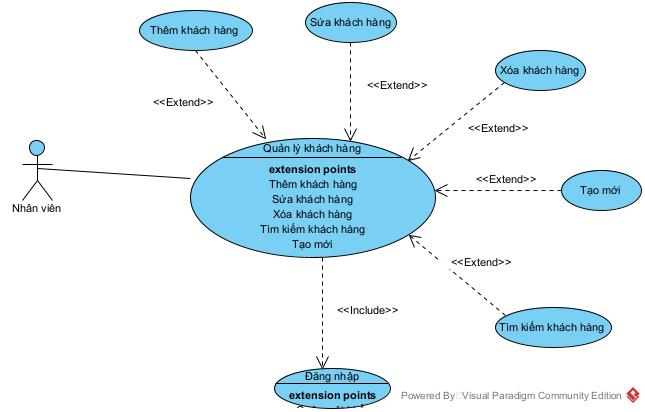 Sửa khách hàng
Thêm khách hàng
Xóa khách hàng
<<Extend>>
<<Extend>>
<<Extend>>
Quản lý khách hàng
extension points
Thêm khách hàng
Sửa khách hàng
Xóa khách hàng
Tìm kiếm khách hàng
Tạo mới
<<Extend>>
Tạo mới
Nhân viên
<<Extend>>
<<Include>>
Tìm kiếm khách hàng
Đăng nhập
extension points
Powered By Visual Paradigm Community Edition